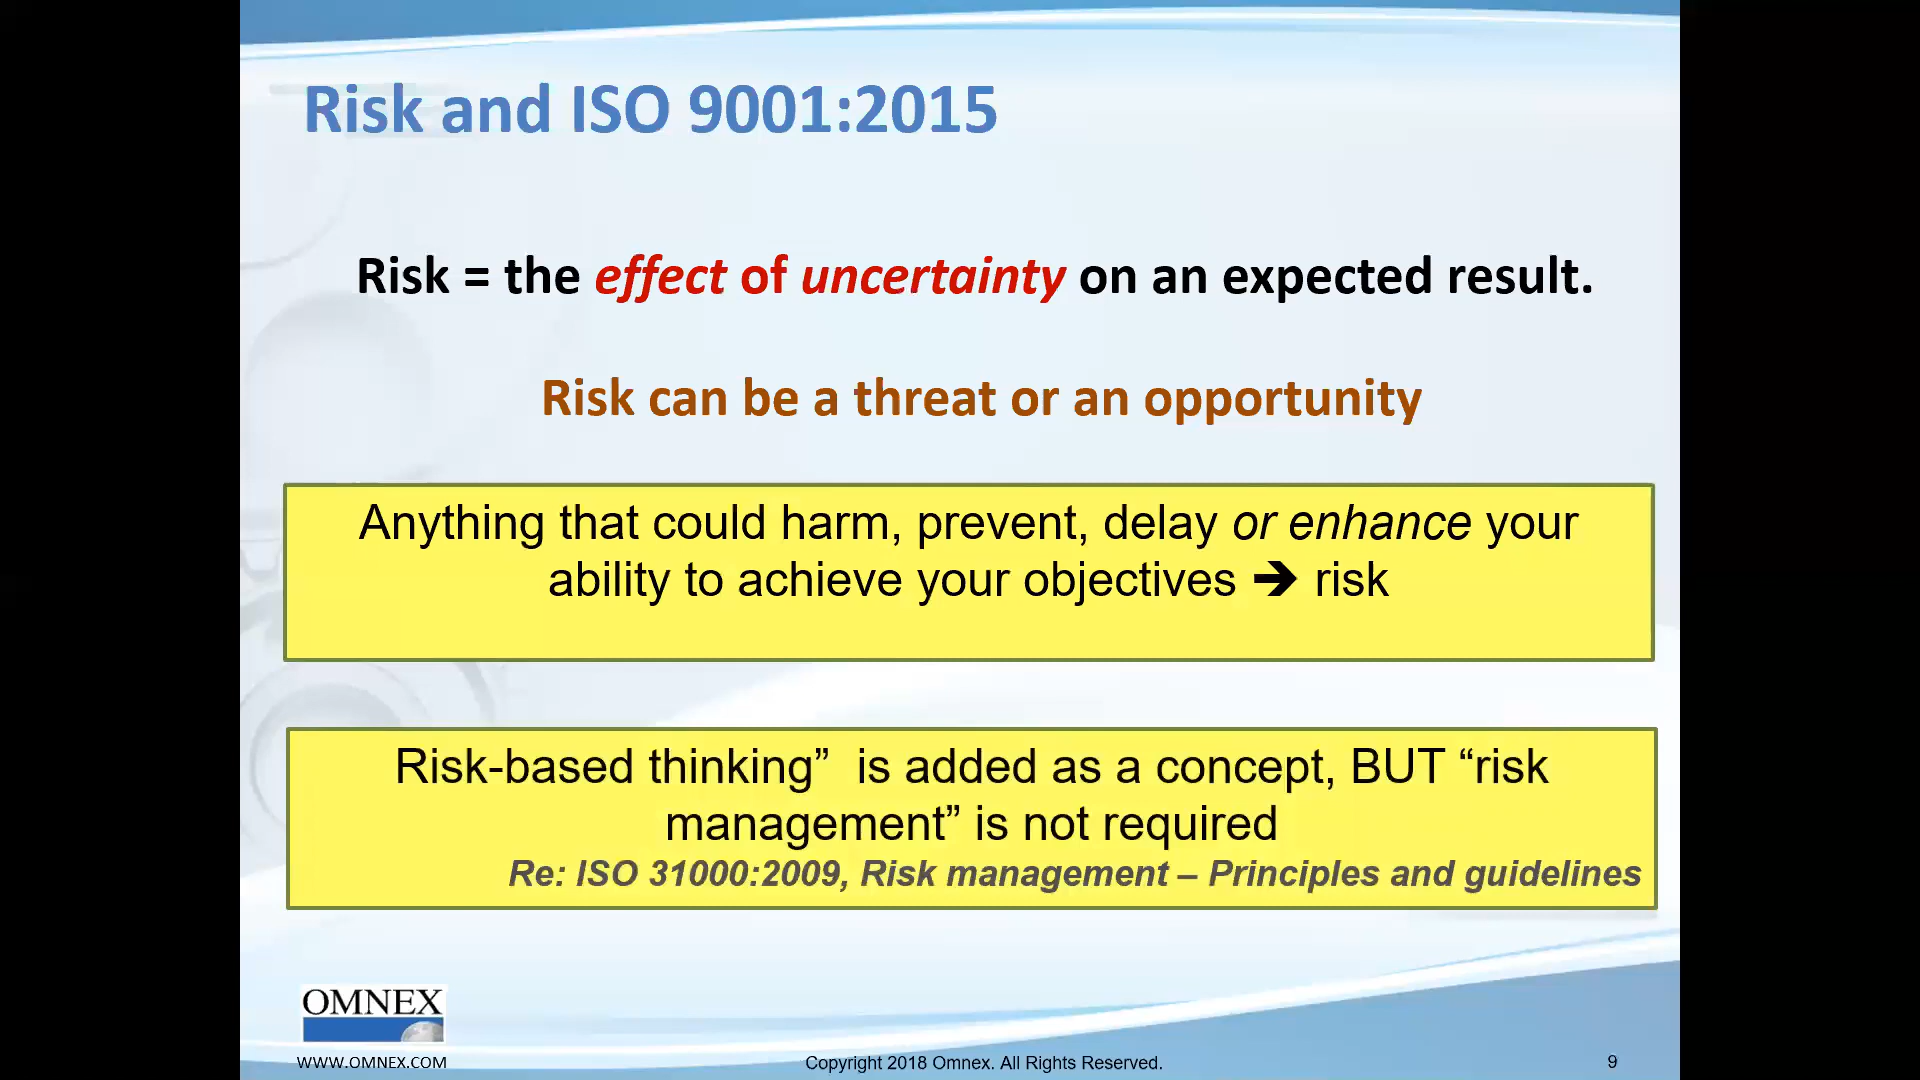 Risk and ISO 9001:2015
Risk = the effect of uncertainty on an expected result.
Risk can be a threat or an opportunity
Anything that could harm, prevent, delay or enhance your
ability to achieve your objectives ➔ risk
Risk-based thinking”  is added as a concept, BUT “risk
management” is not required
Re: ISO 31000:2009, Risk management – Principles and guidelines
OMNEX
WWW.OMNEX.COM
Copyright 2018 Omnex. All Rights Reserved.
9